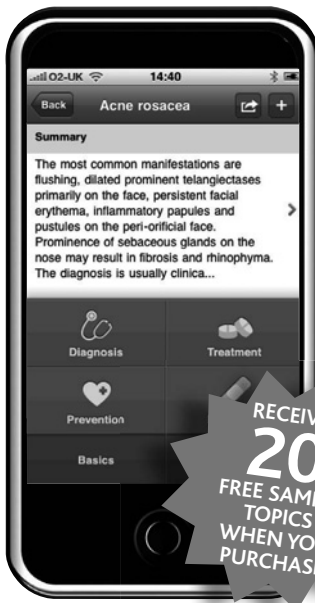 O2-UK 14:40
Back Acne rosacea +
Summary
The most common manifestations are
flushing, dilated prominent telangiectases
primarily on the face, persistent facial
erythema, inflammatory papules and
pustules on the peri-orificial face.
Prominence of sebaceous glands on the
nose may result in fibrosis and rhinophyma.
The diagnosis is usually clinica...
Diagnosis Treatment
Prevention
Basics
RECEIV
20
FREE SAM
TOPICS
WHEN YO
PURCHAS